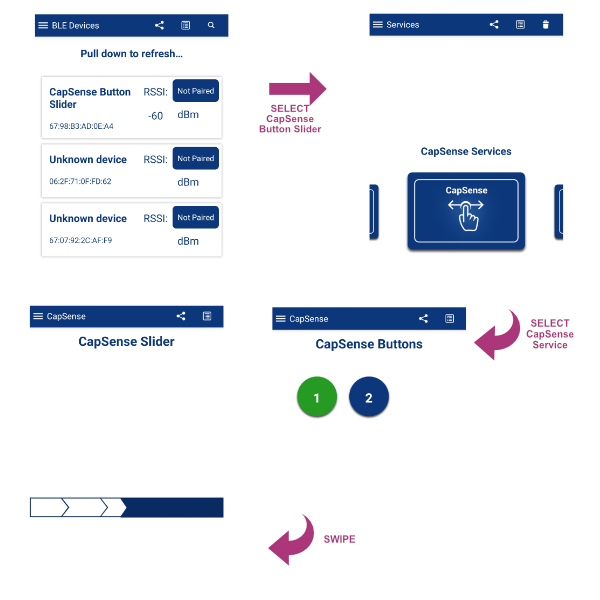 BLE Devices
Pull down to refresh...
CapSense Button
Slider
RSSI:
Not Paired
-60
dBm
67:98:B3:AD:0E:A4
Unknown device
RSSI:
Not Paired
06:2F:71:0F:FD:62
dBm
Unknown device
RSSI:
Not Paired
67:07:92:2C:AF:F9
dBm
SELECT
CapSense
Button Slider
Services
CapSense Services
CapSense
CapSense
CapSense Slider
CapSense
CapSense Buttons
1
2
SELECT
CapSense
Service
SWIPE